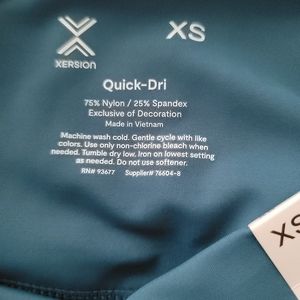 XERSION
XS
Quick-Dri
75% Nylon / 25% Spandex
Exclusive of Decoration
Made in Vietnam
Machine wash cold. Gentle cycle with like
colors. Use only non-chlorine bleach when
needed. Tumble dry low, Iron on lowest setting
as needed. Do not use softener.
RN# 93677 Supplier# 76604-8
XS